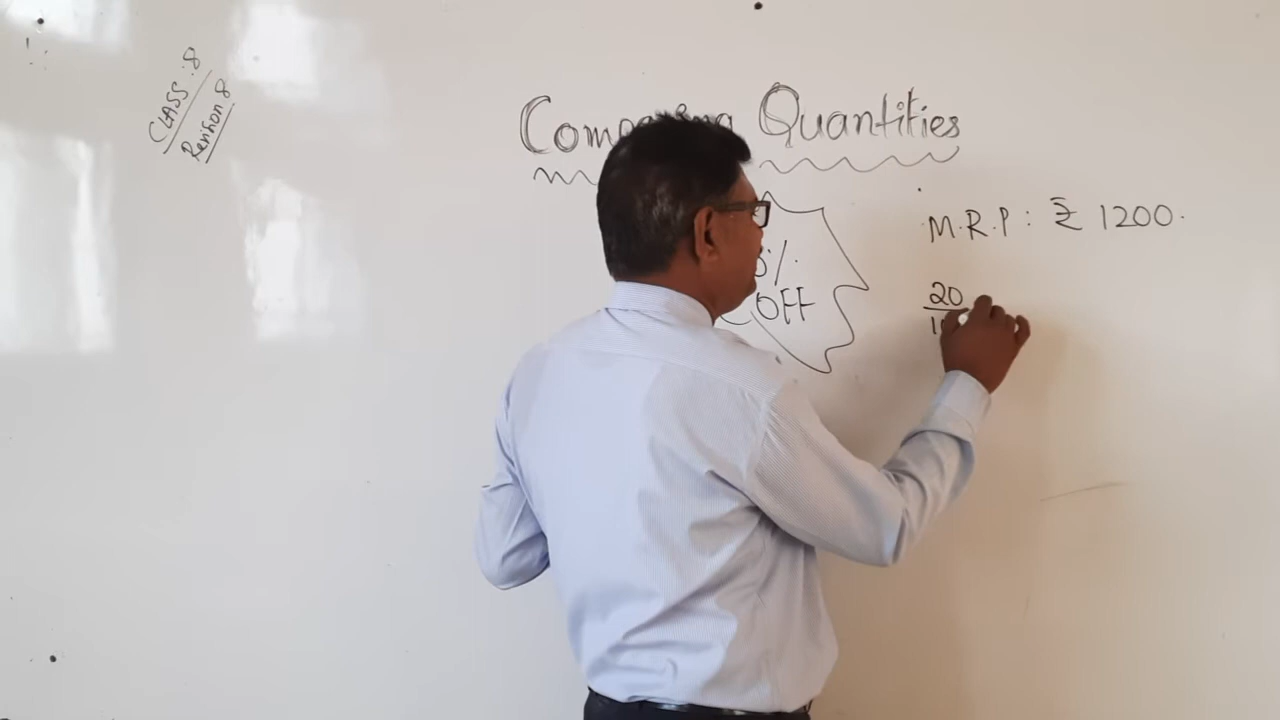 CLASS : 8
Revision 8
Quantities
OFF
M.R.P : ₹ 1200.
20